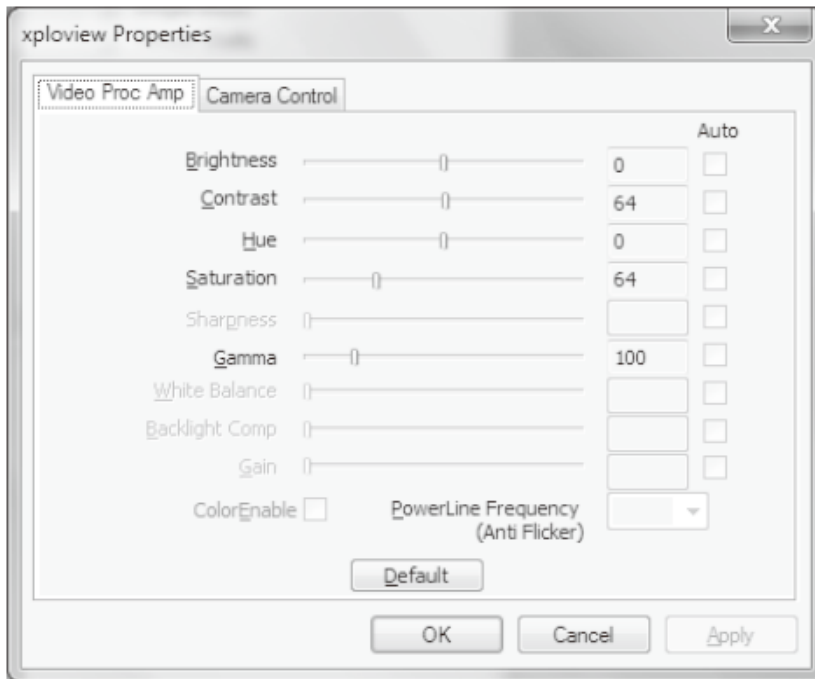 xploview Properties
X
Video Proc Amp
Camera Control
Auto
Brightness 0
Contrast 64
Hue 0
Saturation 64
Sharpness
Gamma 100
White Balance
Backlight Comp
Gain
ColorEnable
PowerLine Frequency
(Anti Flicker)
Default
OK
Cancel
Apply